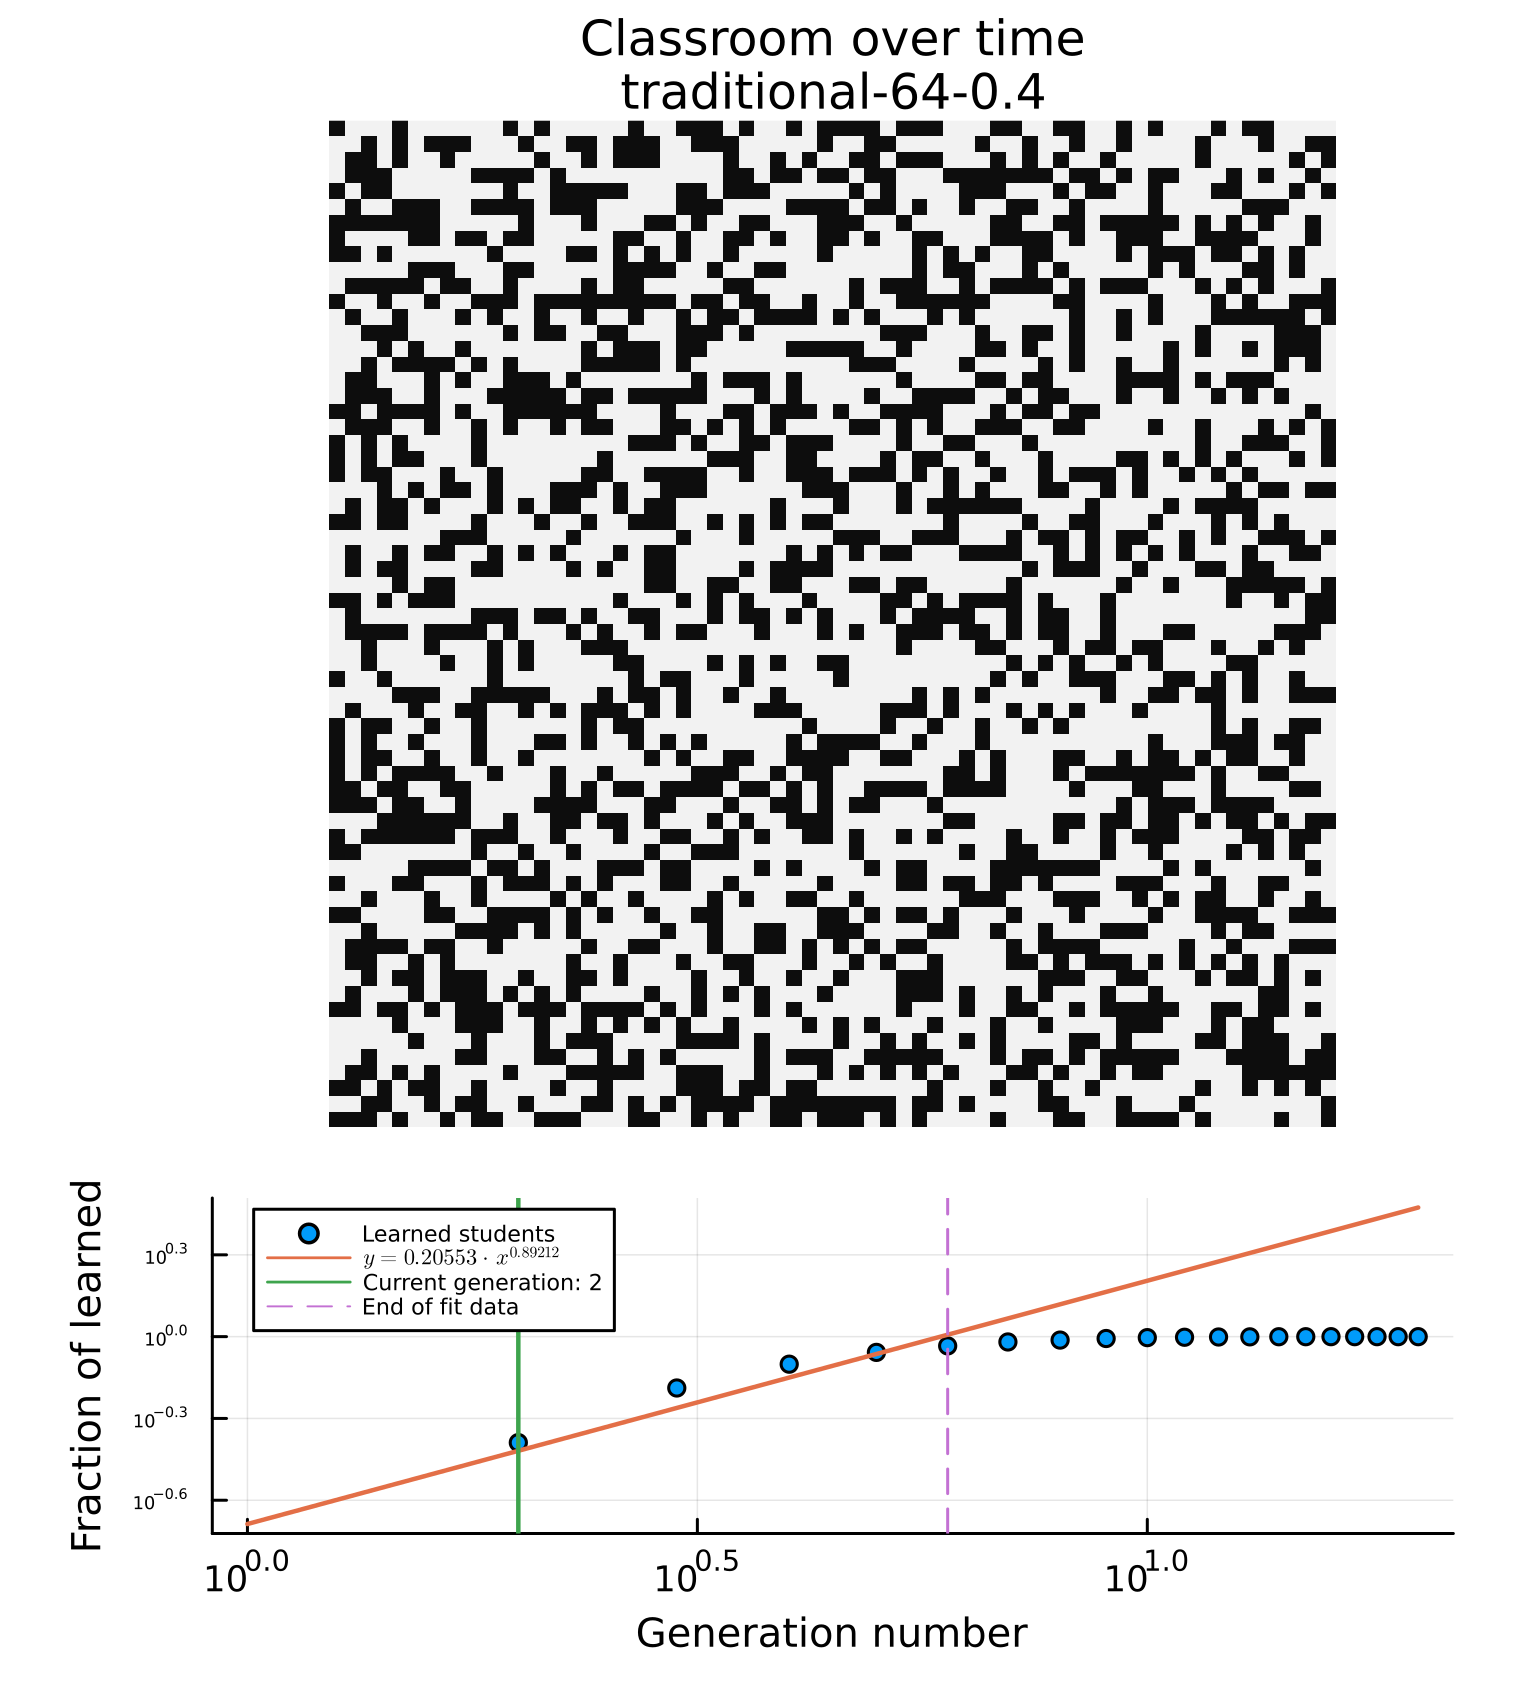 Classroom over time
traditional-64-0.4
Fraction of learned
10^0.3
10^0.0
10^−0.3
10^−0.6
Learned students
y = 0.20553 · x^0.89212
Current generation: 2
End of fit data
10^0.0 10^0.5 10^1.0
Generation number